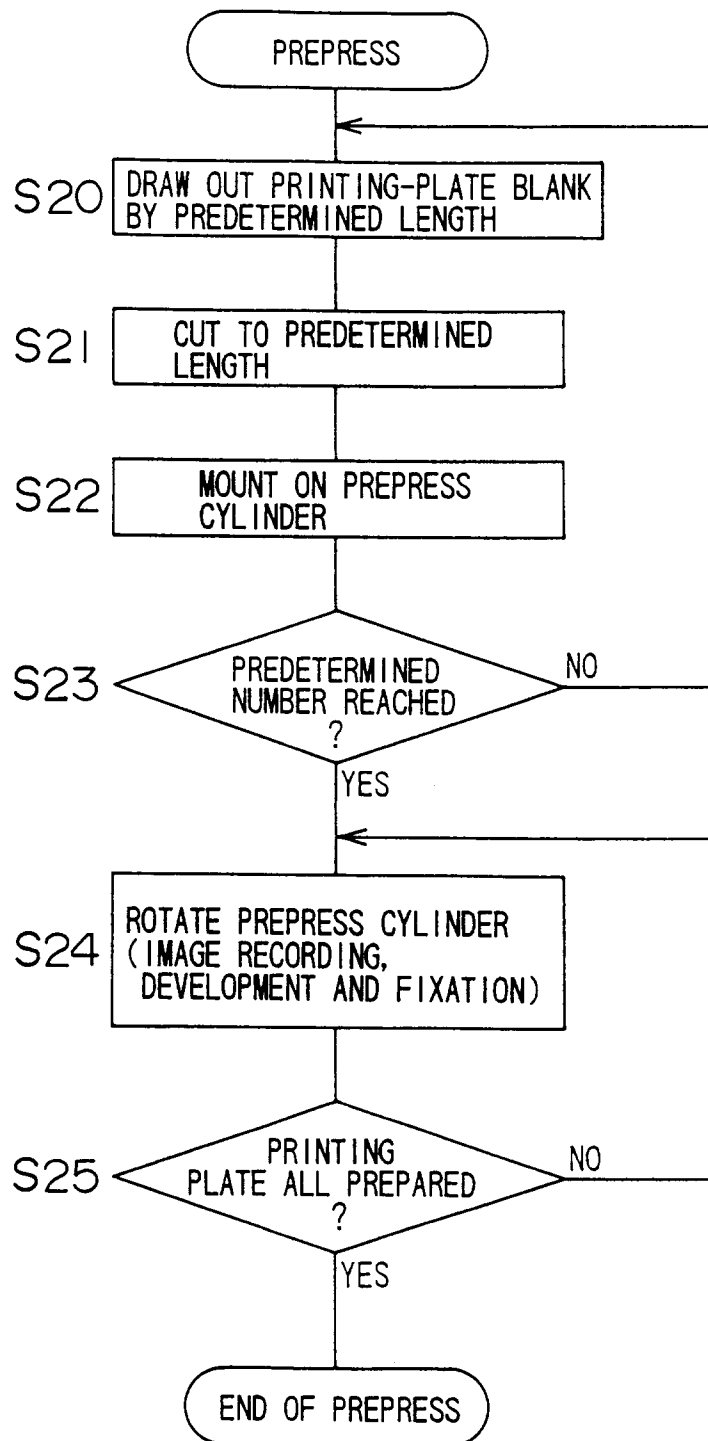 PREPRESS
S20
DRAW OUT PRINTING-PLATE BLANK
BY PREDETERMINED LENGTH
S21
CUT TO PREDETERMINED
LENGTH
S22
MOUNT ON PREPRESS
CYLINDER
S23
PREDETERMINED
NUMBER REACHED
?
NO
YES
S24
ROTATE PREPRESS CYLINDER
(IMAGE RECORDING,
DEVELOPMENT AND FIXATION)
S25
PRINTING
PLATE ALL PREPARED
?
NO
YES
END OF PREPRESS